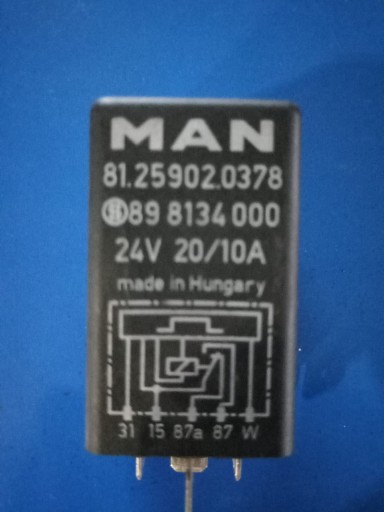 MAN
81.25902.0378
89 8134 000
24V 20/10A
made in Hungary
31 15 87a 87 W